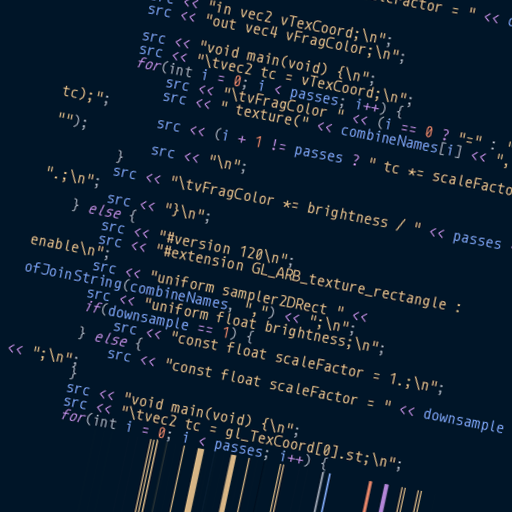 Factor = " <<
src << "in vec2 vTexCoord;\n";
src << "out vec4 vFragColor;\n";
src << "void main(void) {\n";
src << "\tvec2 tc = vTexCoord;\n";
for(int i = 0; i < passes; i++) {
src << "\tvFragColor " << (i == 0 ? "=" : "
src << " texture(" << combineNames[i] << ",
tc);";
src << (i + 1 != passes ? " tc *= scaleFacto
"");
src << "\n";
}
src << "\tvFragColor *= brightness / " << passes
".;\n";
src << "}\n";
} else {
src << "#version 120\n";
src << "#extension GL_ARB_texture_rectangle :
enable\n";
src << "uniform sampler2DRect " <<
ofJoinString(combineNames, ",") << ";\n";
src << "uniform float brightness;\n";
if(downsample == 1) {
src << "const float scaleFactor = 1.;\n";
} else {
src << "const float scaleFactor = " << downsample
<< ";\n";
}
src << "void main(void) {\n";
src << "\tvec2 tc = gl_TexCoord[0].st;\n";
for(int i = 0; i < passes; i++) {